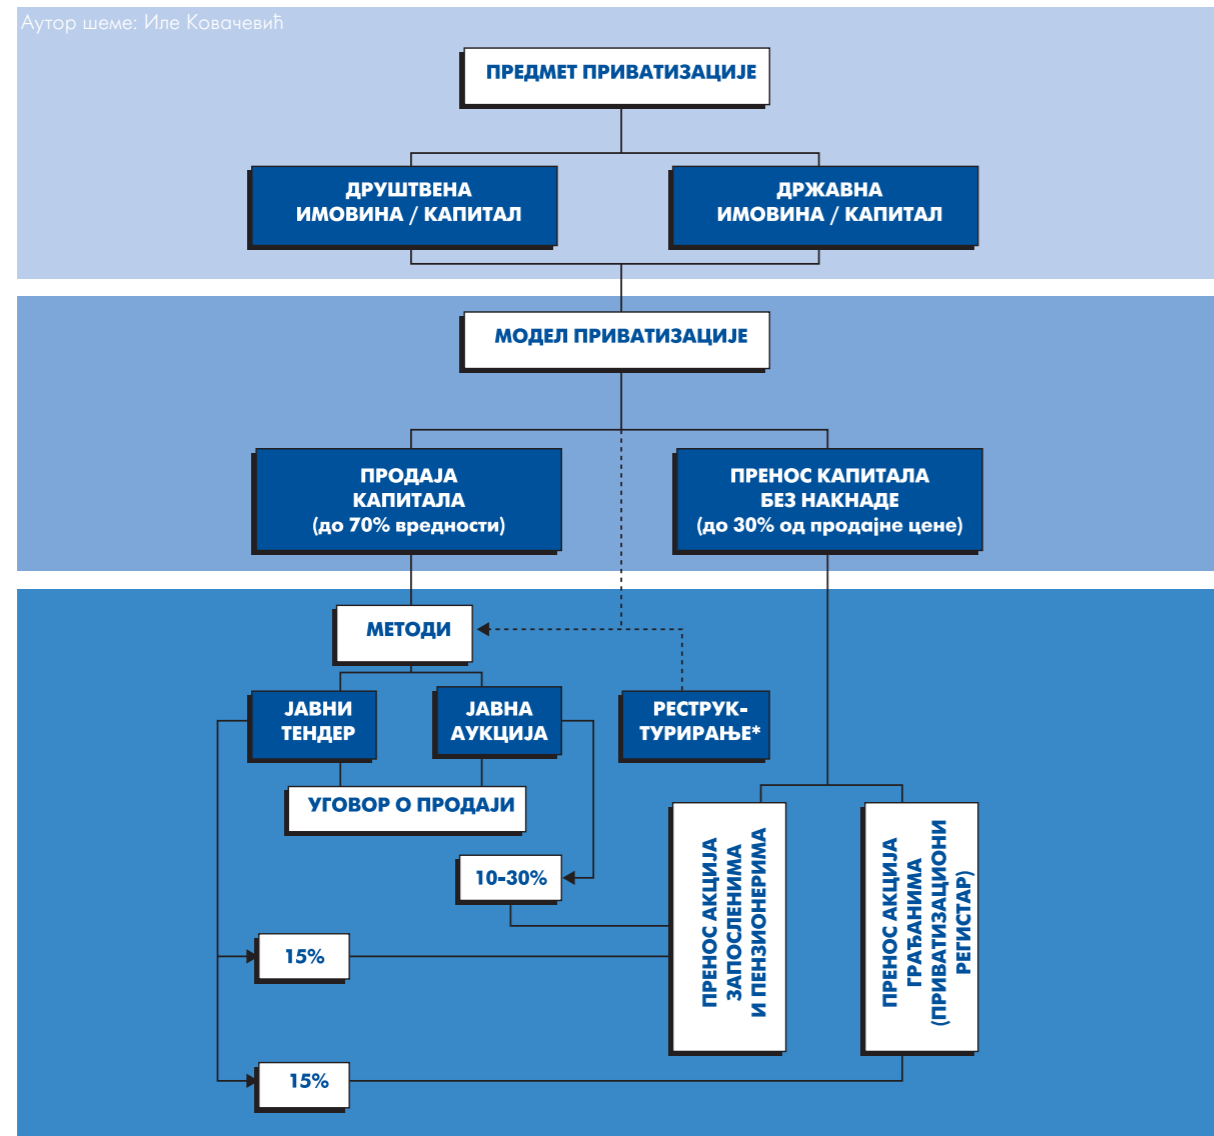 Аутор шеме: Иле Ковачевић
ПРЕДМЕТ ПРИВАТИЗАЦИЈЕ
ДРУШТВЕНА
ИМОВИНА / КАПИТАЛ
ДРЖАВНА
ИМОВИНА / КАПИТАЛ
МОДЕЛ ПРИВАТИЗАЦИЈЕ
ПРОДАЈА
КАПИТАЛА
(до 70% вредности)
ПРЕНОС КАПИТАЛА
БЕЗ НАКНАДЕ
(до 30% од продајне цене)
МЕТОДИ
ЈАВНИ
ТЕНДЕР
ЈАВНА
АУКЦИЈА
РЕСТРУК-
ТУРИРАЊЕ*
УГОВОР О ПРОДАЈИ
10-30%
15%
15%
ПРЕНОС АКЦИЈА
ЗАПОСЛЕНИМА
И ПЕНЗИОНЕРИМА
ПРЕНОС АКЦИЈА
ГРАЂАНИМА
(ПРИВАТИЗАЦИОНИ
РЕГИСТАР)